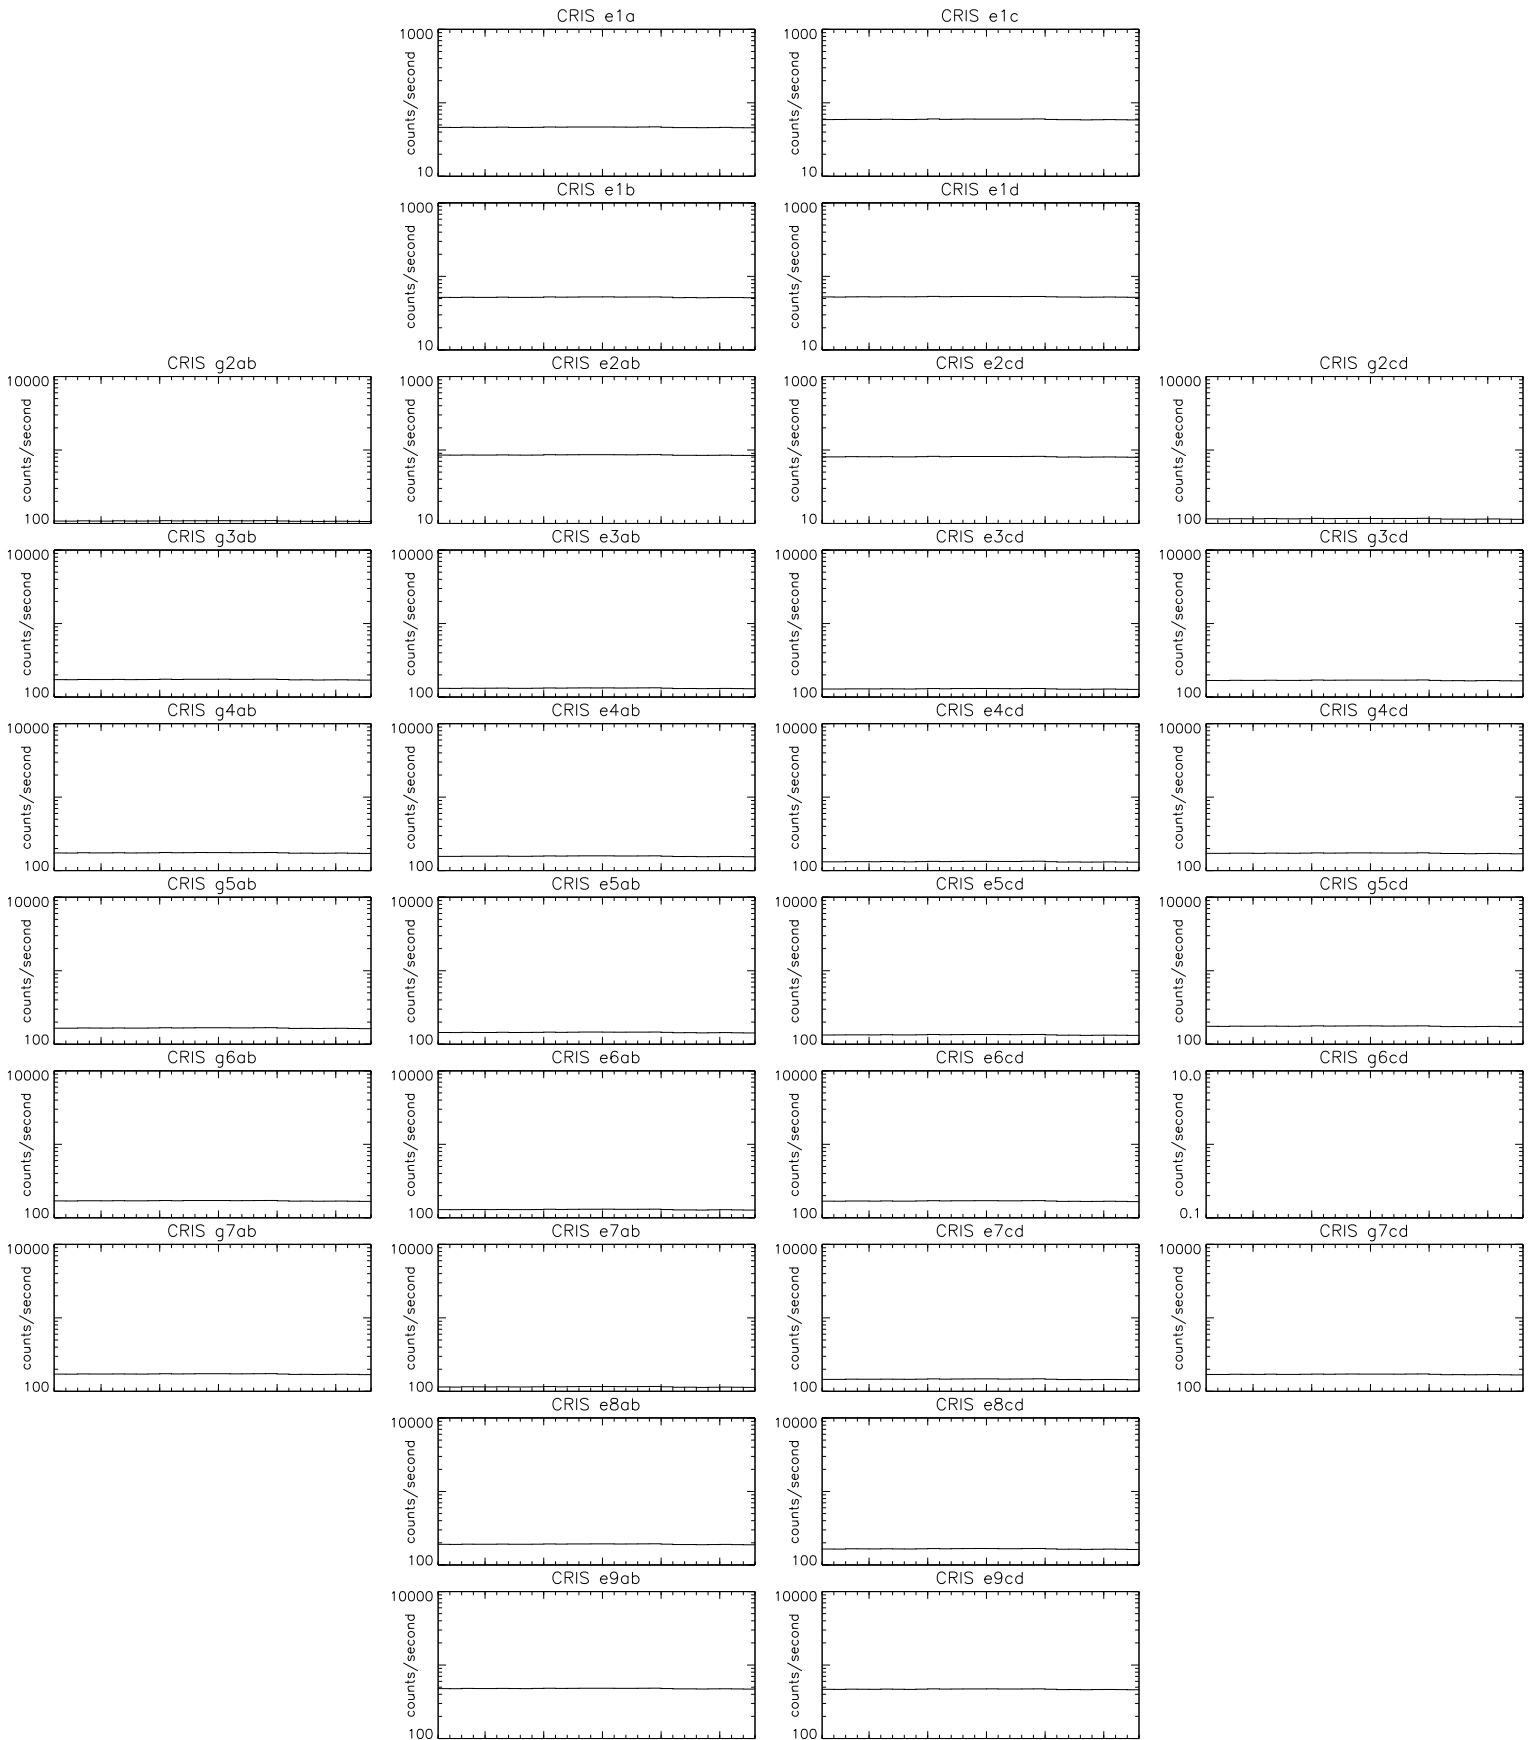 CRIS e1a
CRIS e1c
1000
counts/second
10
1000
counts/second
10
CRIS e1b
CRIS e1d
1000
counts/second
10
1000
counts/second
10
CRIS g2ab
CRIS e2ab
CRIS e2cd
CRIS g2cd
10000
counts/second
100
1000
counts/second
10
1000
counts/second
10
10000
counts/second
100
CRIS g3ab
CRIS e3ab
CRIS e3cd
CRIS g3cd
10000
counts/second
100
10000
counts/second
100
10000
counts/second
100
10000
counts/second
100
CRIS g4ab
CRIS e4ab
CRIS e4cd
CRIS g4cd
10000
counts/second
100
10000
counts/second
100
10000
counts/second
100
10000
counts/second
100
CRIS g5ab
CRIS e5ab
CRIS e5cd
CRIS g5cd
10000
counts/second
100
10000
counts/second
100
10000
counts/second
100
10000
counts/second
100
CRIS g6ab
CRIS e6ab
CRIS e6cd
CRIS g6cd
10000
counts/second
100
10000
counts/second
100
10000
counts/second
100
10.0
counts/second
0.1
CRIS g7ab
CRIS e7ab
CRIS e7cd
CRIS g7cd
10000
counts/second
100
10000
counts/second
100
10000
counts/second
100
10000
counts/second
100
CRIS e8ab
CRIS e8cd
10000
counts/second
100
10000
counts/second
100
CRIS e9ab
CRIS e9cd
10000
counts/second
100
10000
counts/second
100